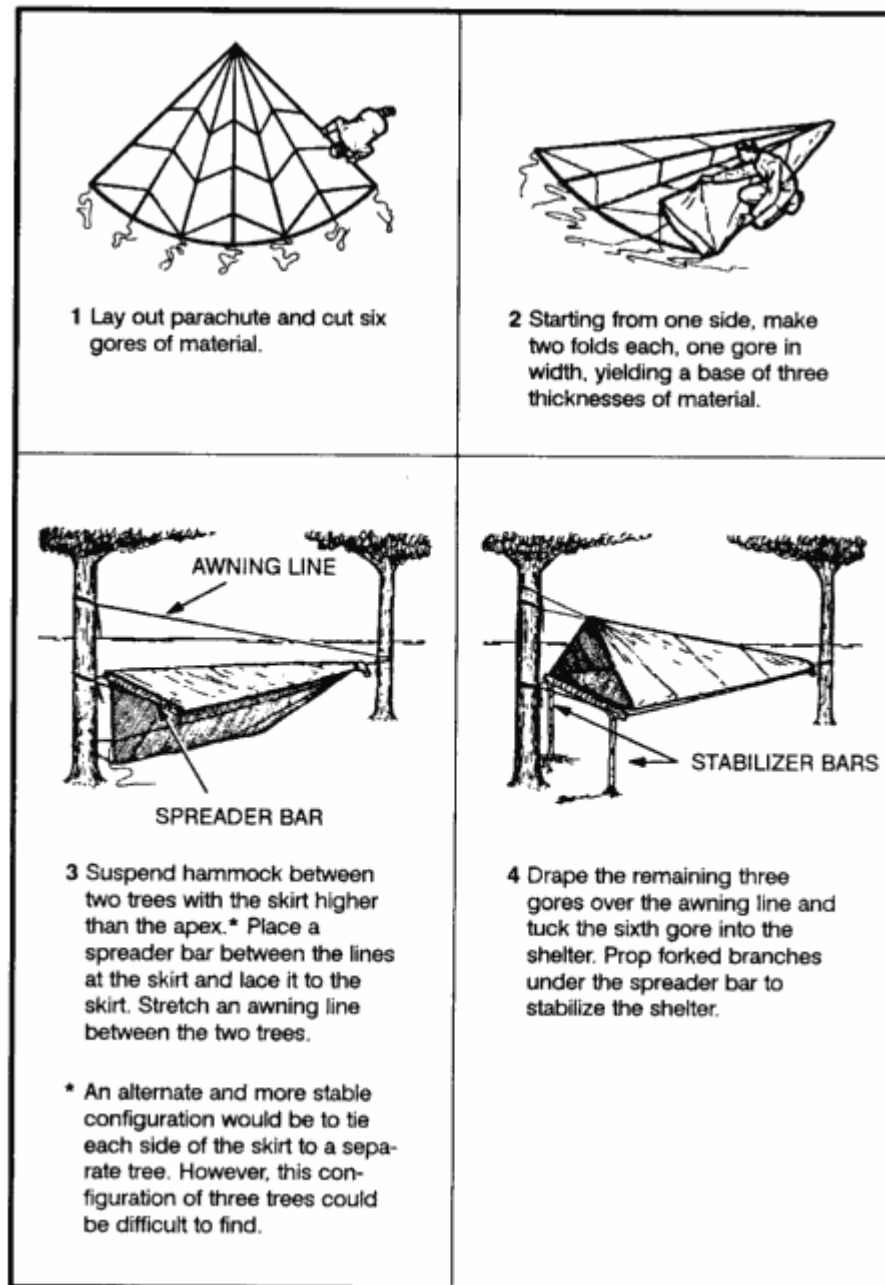 1 Lay out parachute and cut six
gores of material.
2 Starting from one side, make
two folds each, one gore in
width, yielding a base of three
thicknesses of material.
AWNING LINE
SPREADER BAR
3 Suspend hammock between
two trees with the skirt higher
than the apex.* Place a
spreader bar between the lines
at the skirt and lace it to the
skirt. Stretch an awning line
between the two trees.
* An alternate and more stable
configuration would be to tie
each side of the skirt to a sepa-
rate tree. However, this con-
figuration of three trees could
be difficult to find.
STABILIZER BARS
4 Drape the remaining three
gores over the awning line and
tuck the sixth gore into the
shelter. Prop forked branches
under the spreader bar to
stabilize the shelter.